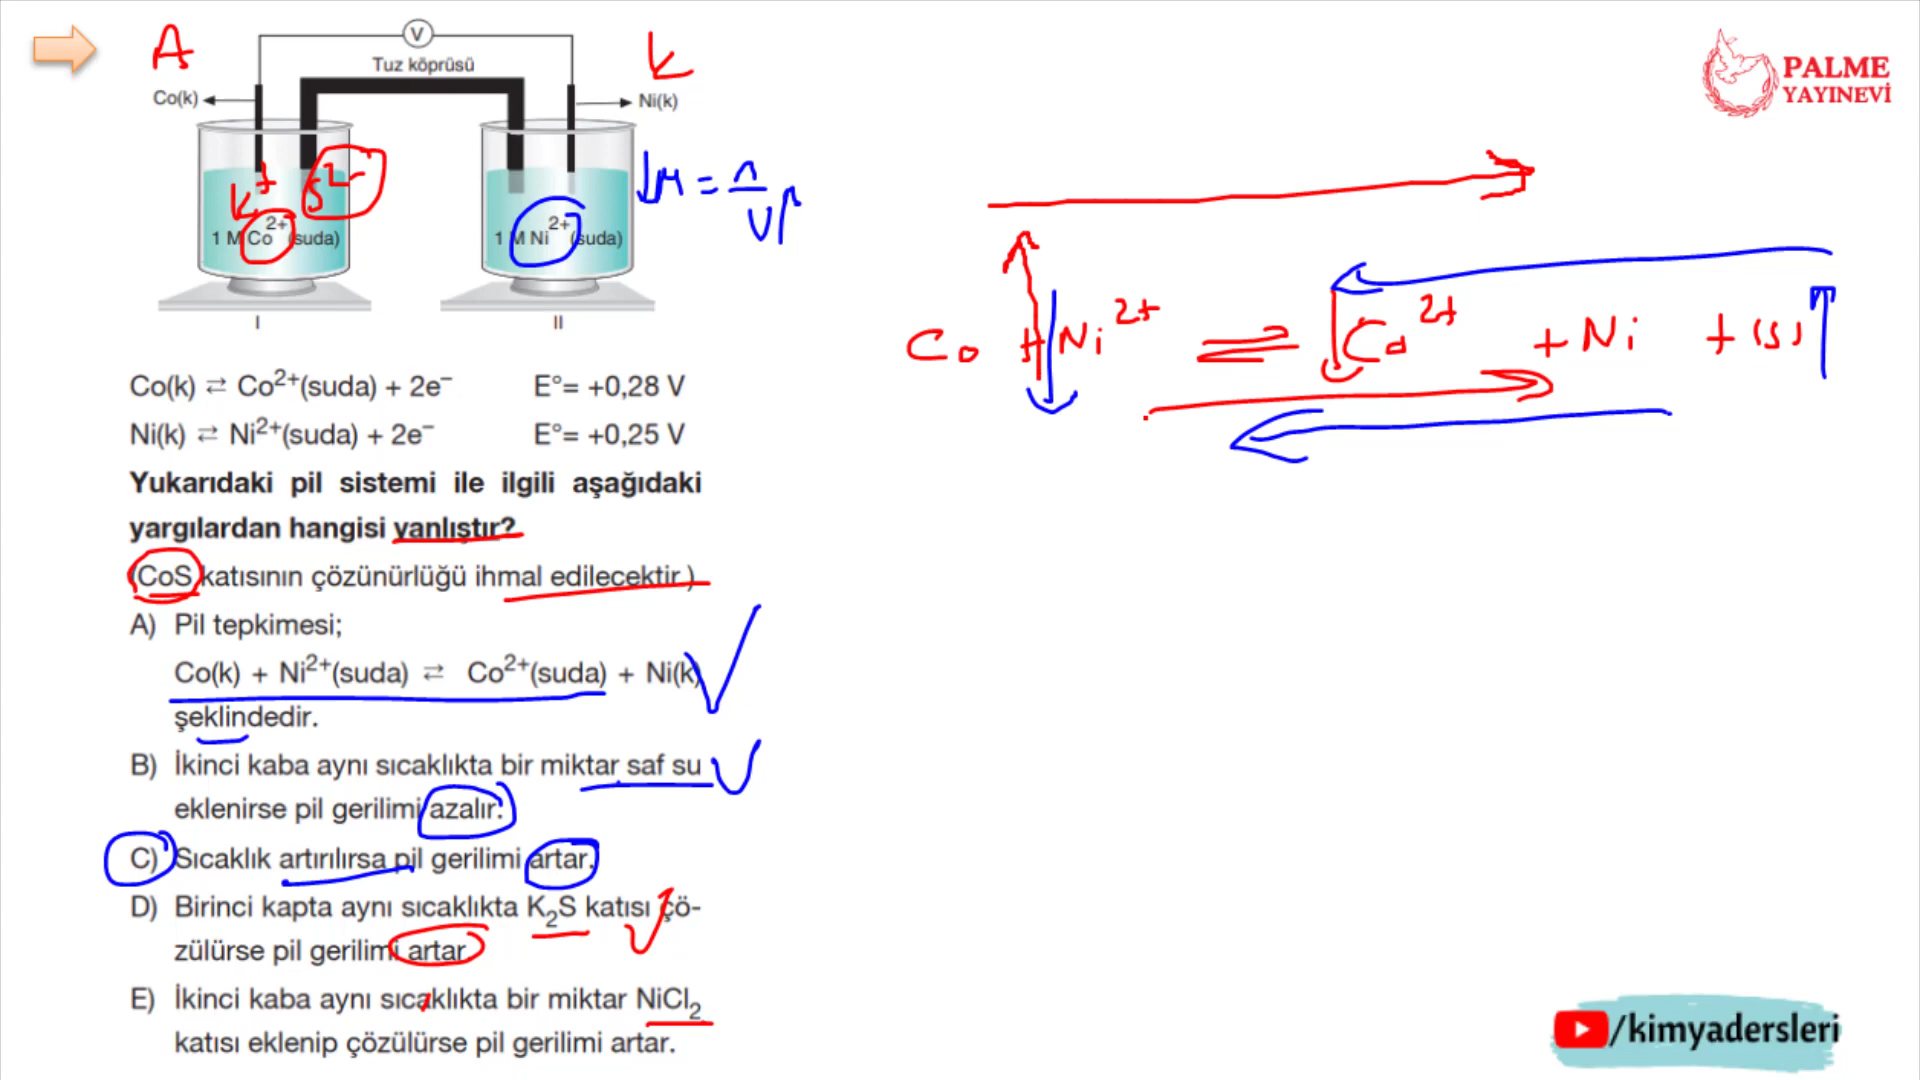 A
V
k
Tuz köprüsü
Co(k)
Ni(k)
PALME
YAYINEVİ
k+ S2-
M = n/V
1 M Co2+(suda)
1 M Ni2+(suda)
I
II
Co + Ni2+ ⇌ Co2+ + Ni + ısı
Co(k) ⇄ Co2+(suda) + 2e– E°= +0,28 V
Ni(k) ⇄ Ni2+(suda) + 2e– E°= +0,25 V
Yukarıdaki pil sistemi ile ilgili aşağıdaki
yargılardan hangisi yanlıştır?
(CoS katısının çözünürlüğü ihmal edilecektir.)
A) Pil tepkimesi;
Co(k) + Ni2+(suda) ⇄ Co2+(suda) + Ni(k)
şeklindedir.
B) İkinci kaba aynı sıcaklıkta bir miktar saf su
eklenirse pil gerilimi azalır.
C) Sıcaklık artırılırsa pil gerilimi artar.
D) Birinci kapta aynı sıcaklıkta K2S katısı çö-
zülürse pil gerilimi artar.
E) İkinci kaba aynı sıcaklıkta bir miktar NiCl2
katısı eklenip çözülürse pil gerilimi artar.
/kimyadersleri